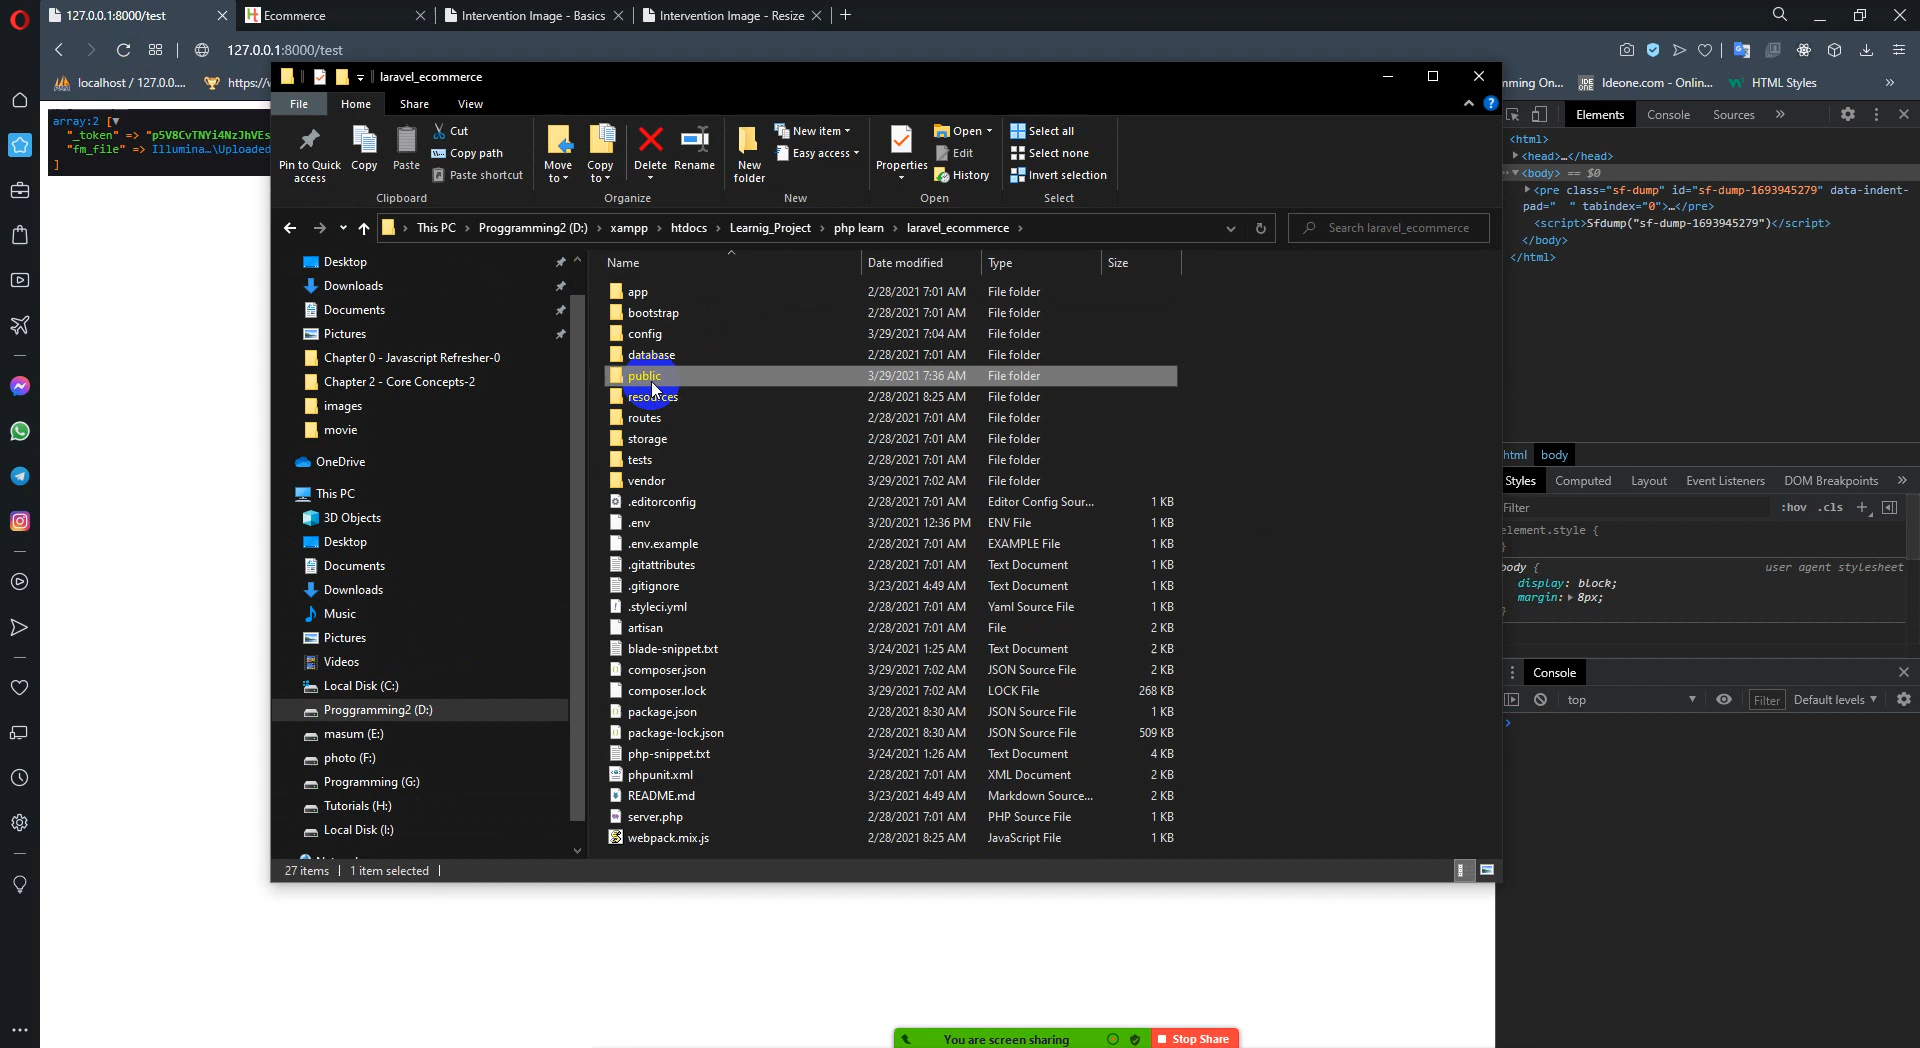 127.0.0.1:8000/test
Ecommerce
Intervention Image - Basics
Intervention Image - Resize
127.0.0.1:8000/test
localhost / 127.0.0....
https://
ming On...
Ideone.com - Onlin...
HTML Styles
array:2 [▼
"_token" => "p5V8CvTNYi4NzJhVEs
"fm_file" => Illumina…\Uploaded
]
laravel_ecommerce
File Home Share View
Pin to Quick access
Copy
Paste
Cut
Copy path
Paste shortcut
Clipboard
Move to
Copy to
Delete
Rename
Organize
New folder
New item
Easy access
New
Properties
Open
Edit
History
Open
Select all
Select none
Invert selection
Select
This PC > Proggramming2 (D:) > xampp > htdocs > Learnig_Project > php learn > laravel_ecommerce >
Search laravel_ecommerce
Desktop
Downloads
Documents
Pictures
Chapter 0 - Javascript Refresher-0
Chapter 2 - Core Concepts-2
images
movie
OneDrive
This PC
3D Objects
Desktop
Documents
Downloads
Music
Pictures
Videos
Local Disk (C:)
Proggramming2 (D:)
masum (E:)
photo (F:)
Programming (G:)
Tutorials (H:)
Local Disk (I:)
Name Date modified Type Size
app 2/28/2021 7:01 AM File folder
bootstrap 2/28/2021 7:01 AM File folder
config 3/29/2021 7:04 AM File folder
database 2/28/2021 7:01 AM File folder
public 3/29/2021 7:36 AM File folder
resources 2/28/2021 8:25 AM File folder
routes 2/28/2021 7:01 AM File folder
storage 2/28/2021 7:01 AM File folder
tests 2/28/2021 7:01 AM File folder
vendor 3/29/2021 7:02 AM File folder
.editorconfig 2/28/2021 7:01 AM Editor Config Sour... 1 KB
.env 3/20/2021 12:36 PM ENV File 1 KB
.env.example 2/28/2021 7:01 AM EXAMPLE File 1 KB
.gitattributes 2/28/2021 7:01 AM Text Document 1 KB
.gitignore 3/23/2021 4:49 AM Text Document 1 KB
.styleci.yml 2/28/2021 7:01 AM Yaml Source File 1 KB
artisan 2/28/2021 7:01 AM File 2 KB
blade-snippet.txt 3/24/2021 1:25 AM Text Document 2 KB
composer.json 3/29/2021 7:02 AM JSON Source File 2 KB
composer.lock 3/29/2021 7:02 AM LOCK File 268 KB
package.json 2/28/2021 8:30 AM JSON Source File 1 KB
package-lock.json 2/28/2021 8:30 AM JSON Source File 509 KB
php-snippet.txt 3/24/2021 1:26 AM Text Document 4 KB
phpunit.xml 2/28/2021 7:01 AM XML Document 2 KB
README.md 3/23/2021 4:49 AM Markdown Source... 2 KB
server.php 2/28/2021 7:01 AM PHP Source File 1 KB
webpack.mix.js 2/28/2021 8:25 AM JavaScript File 1 KB
27 items 1 item selected
Elements Console Sources »
<html>
<head>…</head>
<body> == $0
<pre class="sf-dump" id="sf-dump-1693945279" data-indent-
pad="  " tabindex="0">…</pre>
<script>Sfdump("sf-dump-1693945279")</script>
</body>
</html>
html body
Styles Computed Layout Event Listeners DOM Breakpoints »
Filter :hov .cls +
element.style {
}
body { user agent stylesheet
display: block;
margin: ▶ 8px;
}
Console
top Filter Default levels ▼
You are screen sharing Stop Share